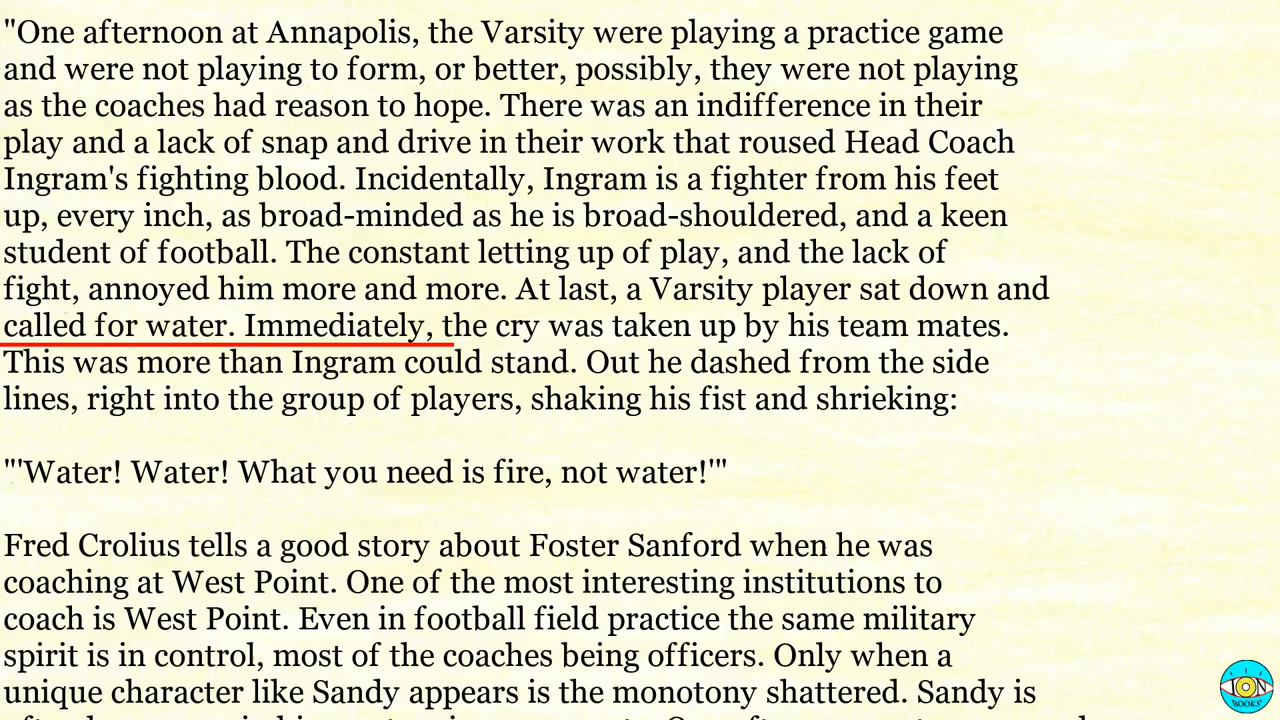 "One afternoon at Annapolis, the Varsity were playing a practice game
and were not playing to form, or better, possibly, they were not playing
as the coaches had reason to hope. There was an indifference in their
play and a lack of snap and drive in their work that roused Head Coach
Ingram's fighting blood. Incidentally, Ingram is a fighter from his feet
up, every inch, as broad-minded as he is broad-shouldered, and a keen
student of football. The constant letting up of play, and the lack of
fight, annoyed him more and more. At last, a Varsity player sat down and
called for water. Immediately, the cry was taken up by his team mates.
This was more than Ingram could stand. Out he dashed from the side
lines, right into the group of players, shaking his fist and shrieking:
"'Water! Water! What you need is fire, not water!'"
Fred Crolius tells a good story about Foster Sanford when he was
coaching at West Point. One of the most interesting institutions to
coach is West Point. Even in football field practice the same military
spirit is in control, most of the coaches being officers. Only when a
unique character like Sandy appears is the monotony shattered. Sandy is
ION
BOOKS